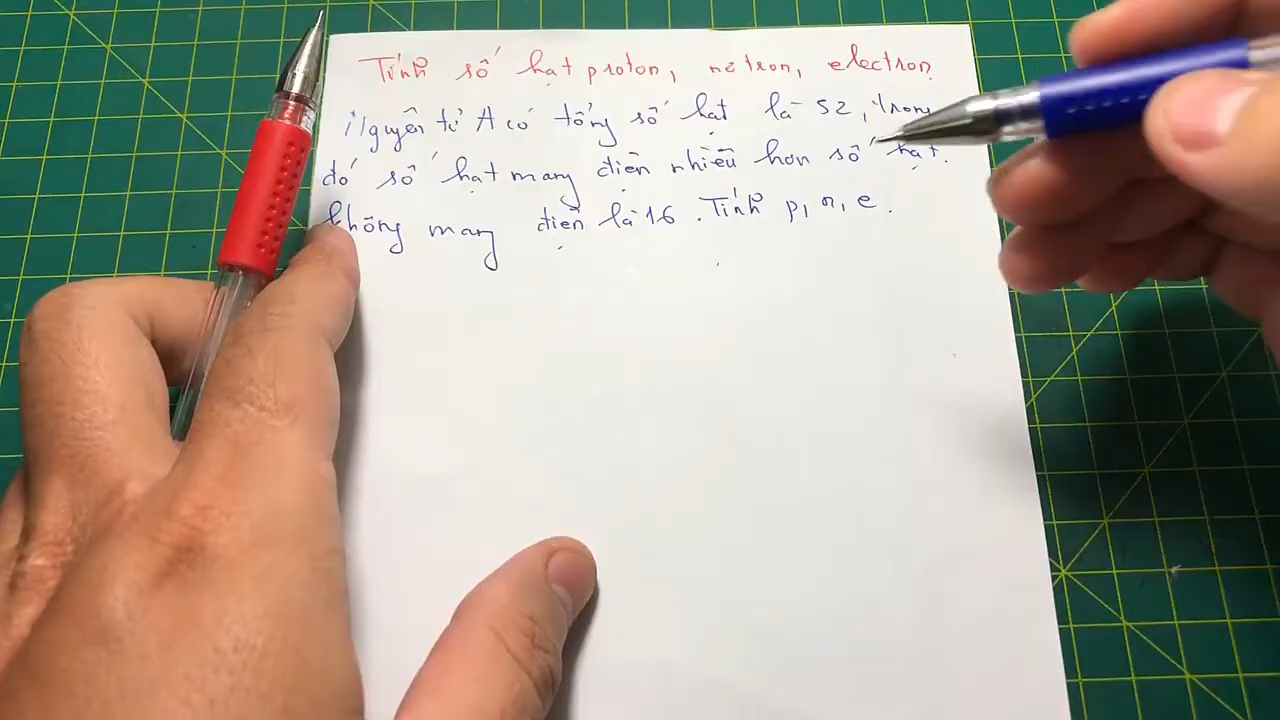 Tính số hạt proton, nơtron, electron
Nguyên tử A có tổng số hạt là 52, trong
đó số hạt mang điện nhiều hơn số hạt
không mang điện là 16. Tính p, n, e.